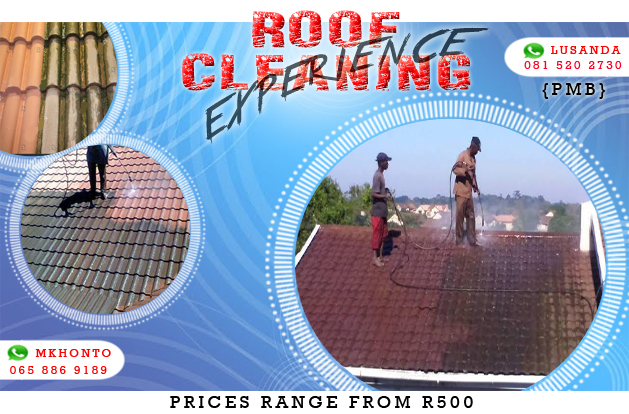 ROOF
CLEANING
EXPERIENCE
LUSANDA
081 520 2730
{PMB}
MKHONTO
065 886 9189
PRICES RANGE FROM R500